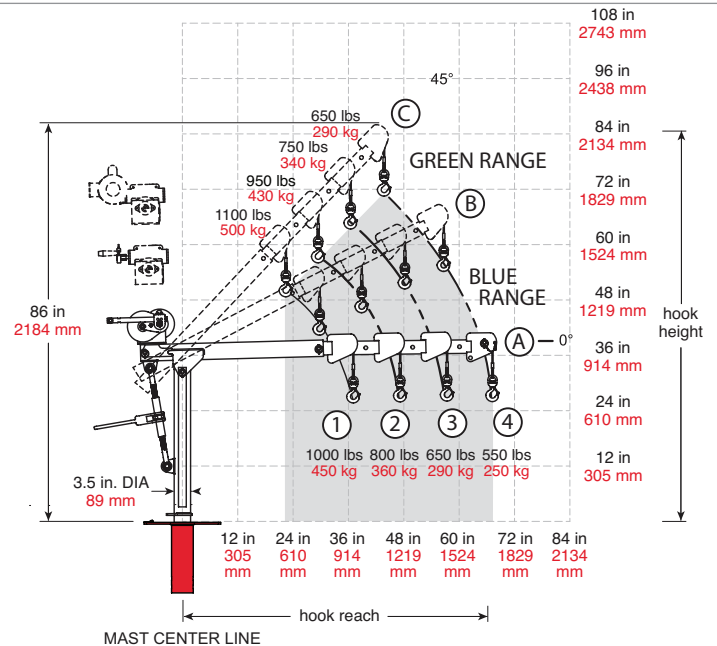 108 in
2743 mm
45°
96 in
2438 mm
650 lbs
290 kg
C
84 in
2134 mm
750 lbs
340 kg
GREEN RANGE
950 lbs
430 kg
72 in
1829 mm
1100 lbs
500 kg
B
60 in
1524 mm
BLUE
RANGE
48 in
1219 mm
86 in
2184 mm
hook
height
A
0°
36 in
914 mm
24 in
610 mm
1
2
3
4
1000 lbs
450 kg
800 lbs
360 kg
650 lbs
290 kg
550 lbs
250 kg
12 in
305 mm
3.5 in. DIA
89 mm
12 in
305
mm
24 in
610
mm
36 in
914
mm
48 in
1219
mm
60 in
1524
mm
72 in
1829
mm
84 in
2134
mm
hook reach
MAST CENTER LINE